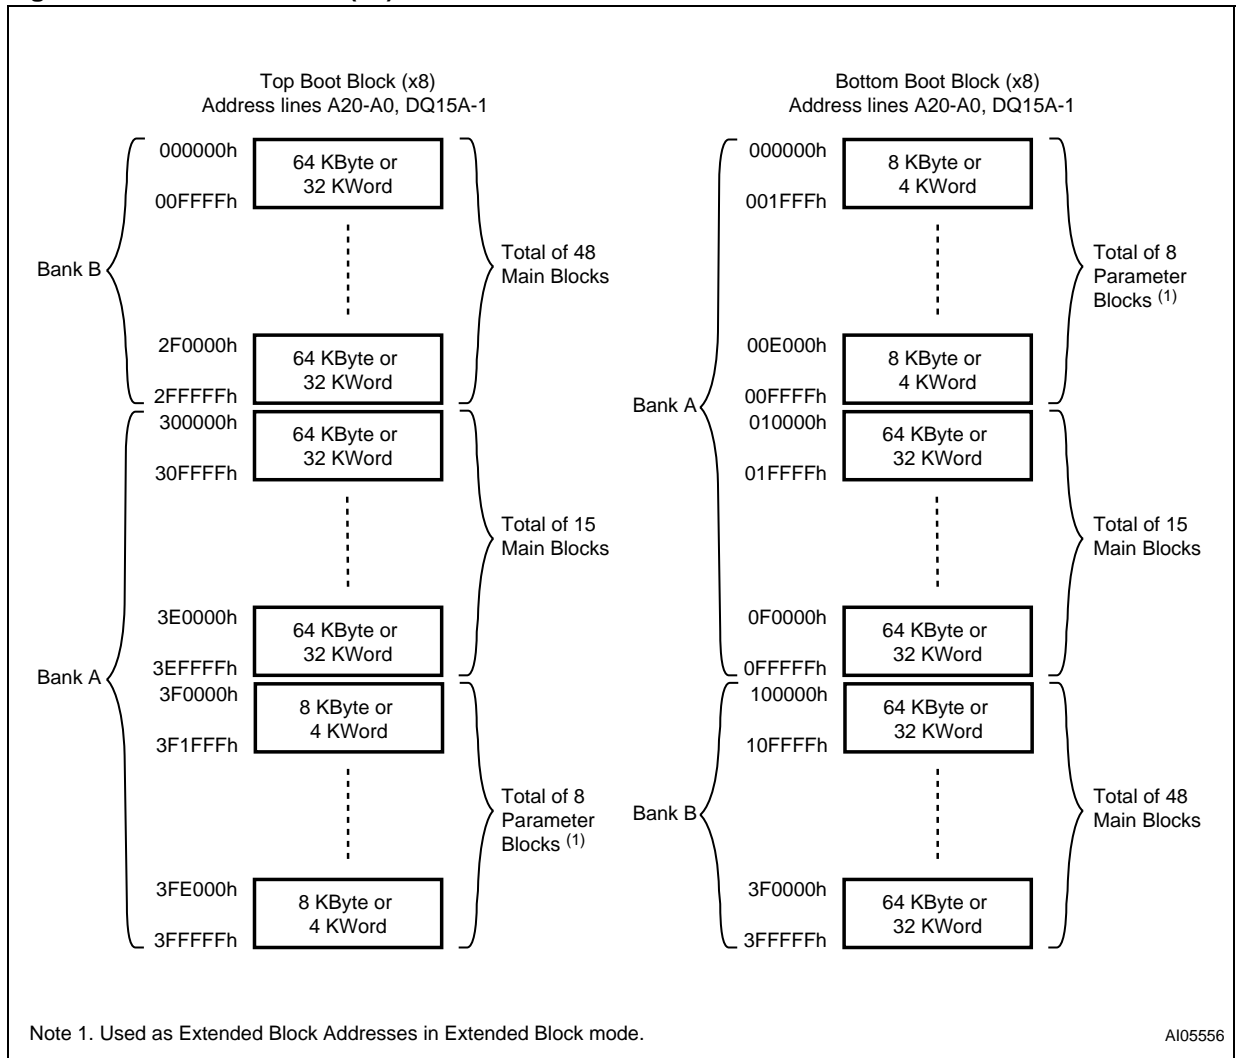 Top Boot Block (x8)
Address lines A20-A0, DQ15A-1
000000h
64 KByte or
32 KWord
00FFFFh
Total of 48
Main Blocks
Bank B
2F0000h
64 KByte or
32 KWord
2FFFFFh
300000h
64 KByte or
32 KWord
30FFFFh
Total of 15
Main Blocks
3E0000h
64 KByte or
32 KWord
3EFFFFh
Bank A
3F0000h
8 KByte or
4 KWord
3F1FFFh
Total of 8
Parameter
Blocks (1)
3FE000h
8 KByte or
4 KWord
3FFFFFh
Bottom Boot Block (x8)
Address lines A20-A0, DQ15A-1
000000h
8 KByte or
4 KWord
001FFFh
Total of 8
Parameter
Blocks (1)
00E000h
8 KByte or
4 KWord
00FFFFh
Bank A
010000h
64 KByte or
32 KWord
01FFFFh
Total of 15
Main Blocks
0F0000h
64 KByte or
32 KWord
0FFFFFh
100000h
64 KByte or
32 KWord
10FFFFh
Bank B
Total of 48
Main Blocks
3F0000h
64 KByte or
32 KWord
3FFFFFh
Note 1. Used as Extended Block Addresses in Extended Block mode.
AI05556